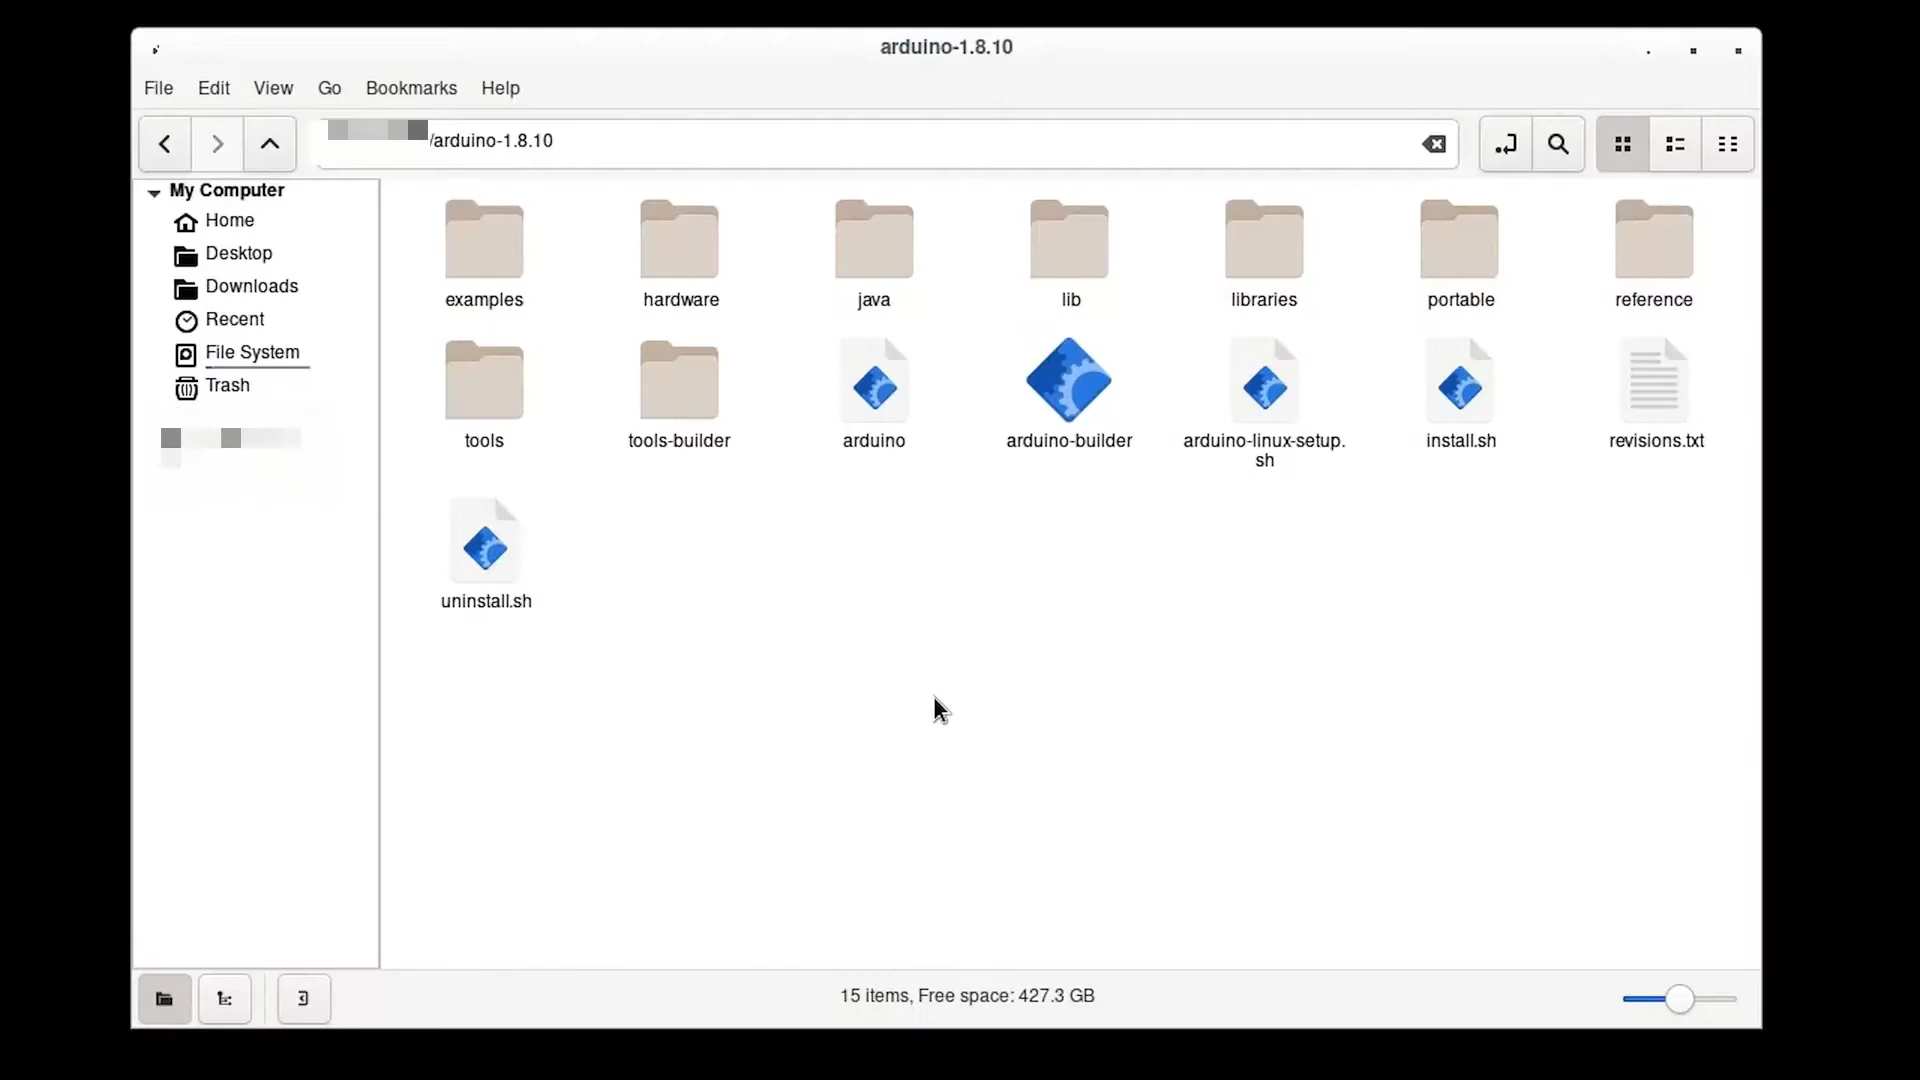 arduino-1.8.10
File Edit View Go Bookmarks Help
/arduino-1.8.10
My Computer
Home
Desktop
Downloads
Recent
File System
Trash
examples hardware java lib libraries portable reference
tools tools-builder arduino arduino-builder arduino-linux-setup.
sh
install.sh revisions.txt
uninstall.sh
15 items, Free space: 427.3 GB